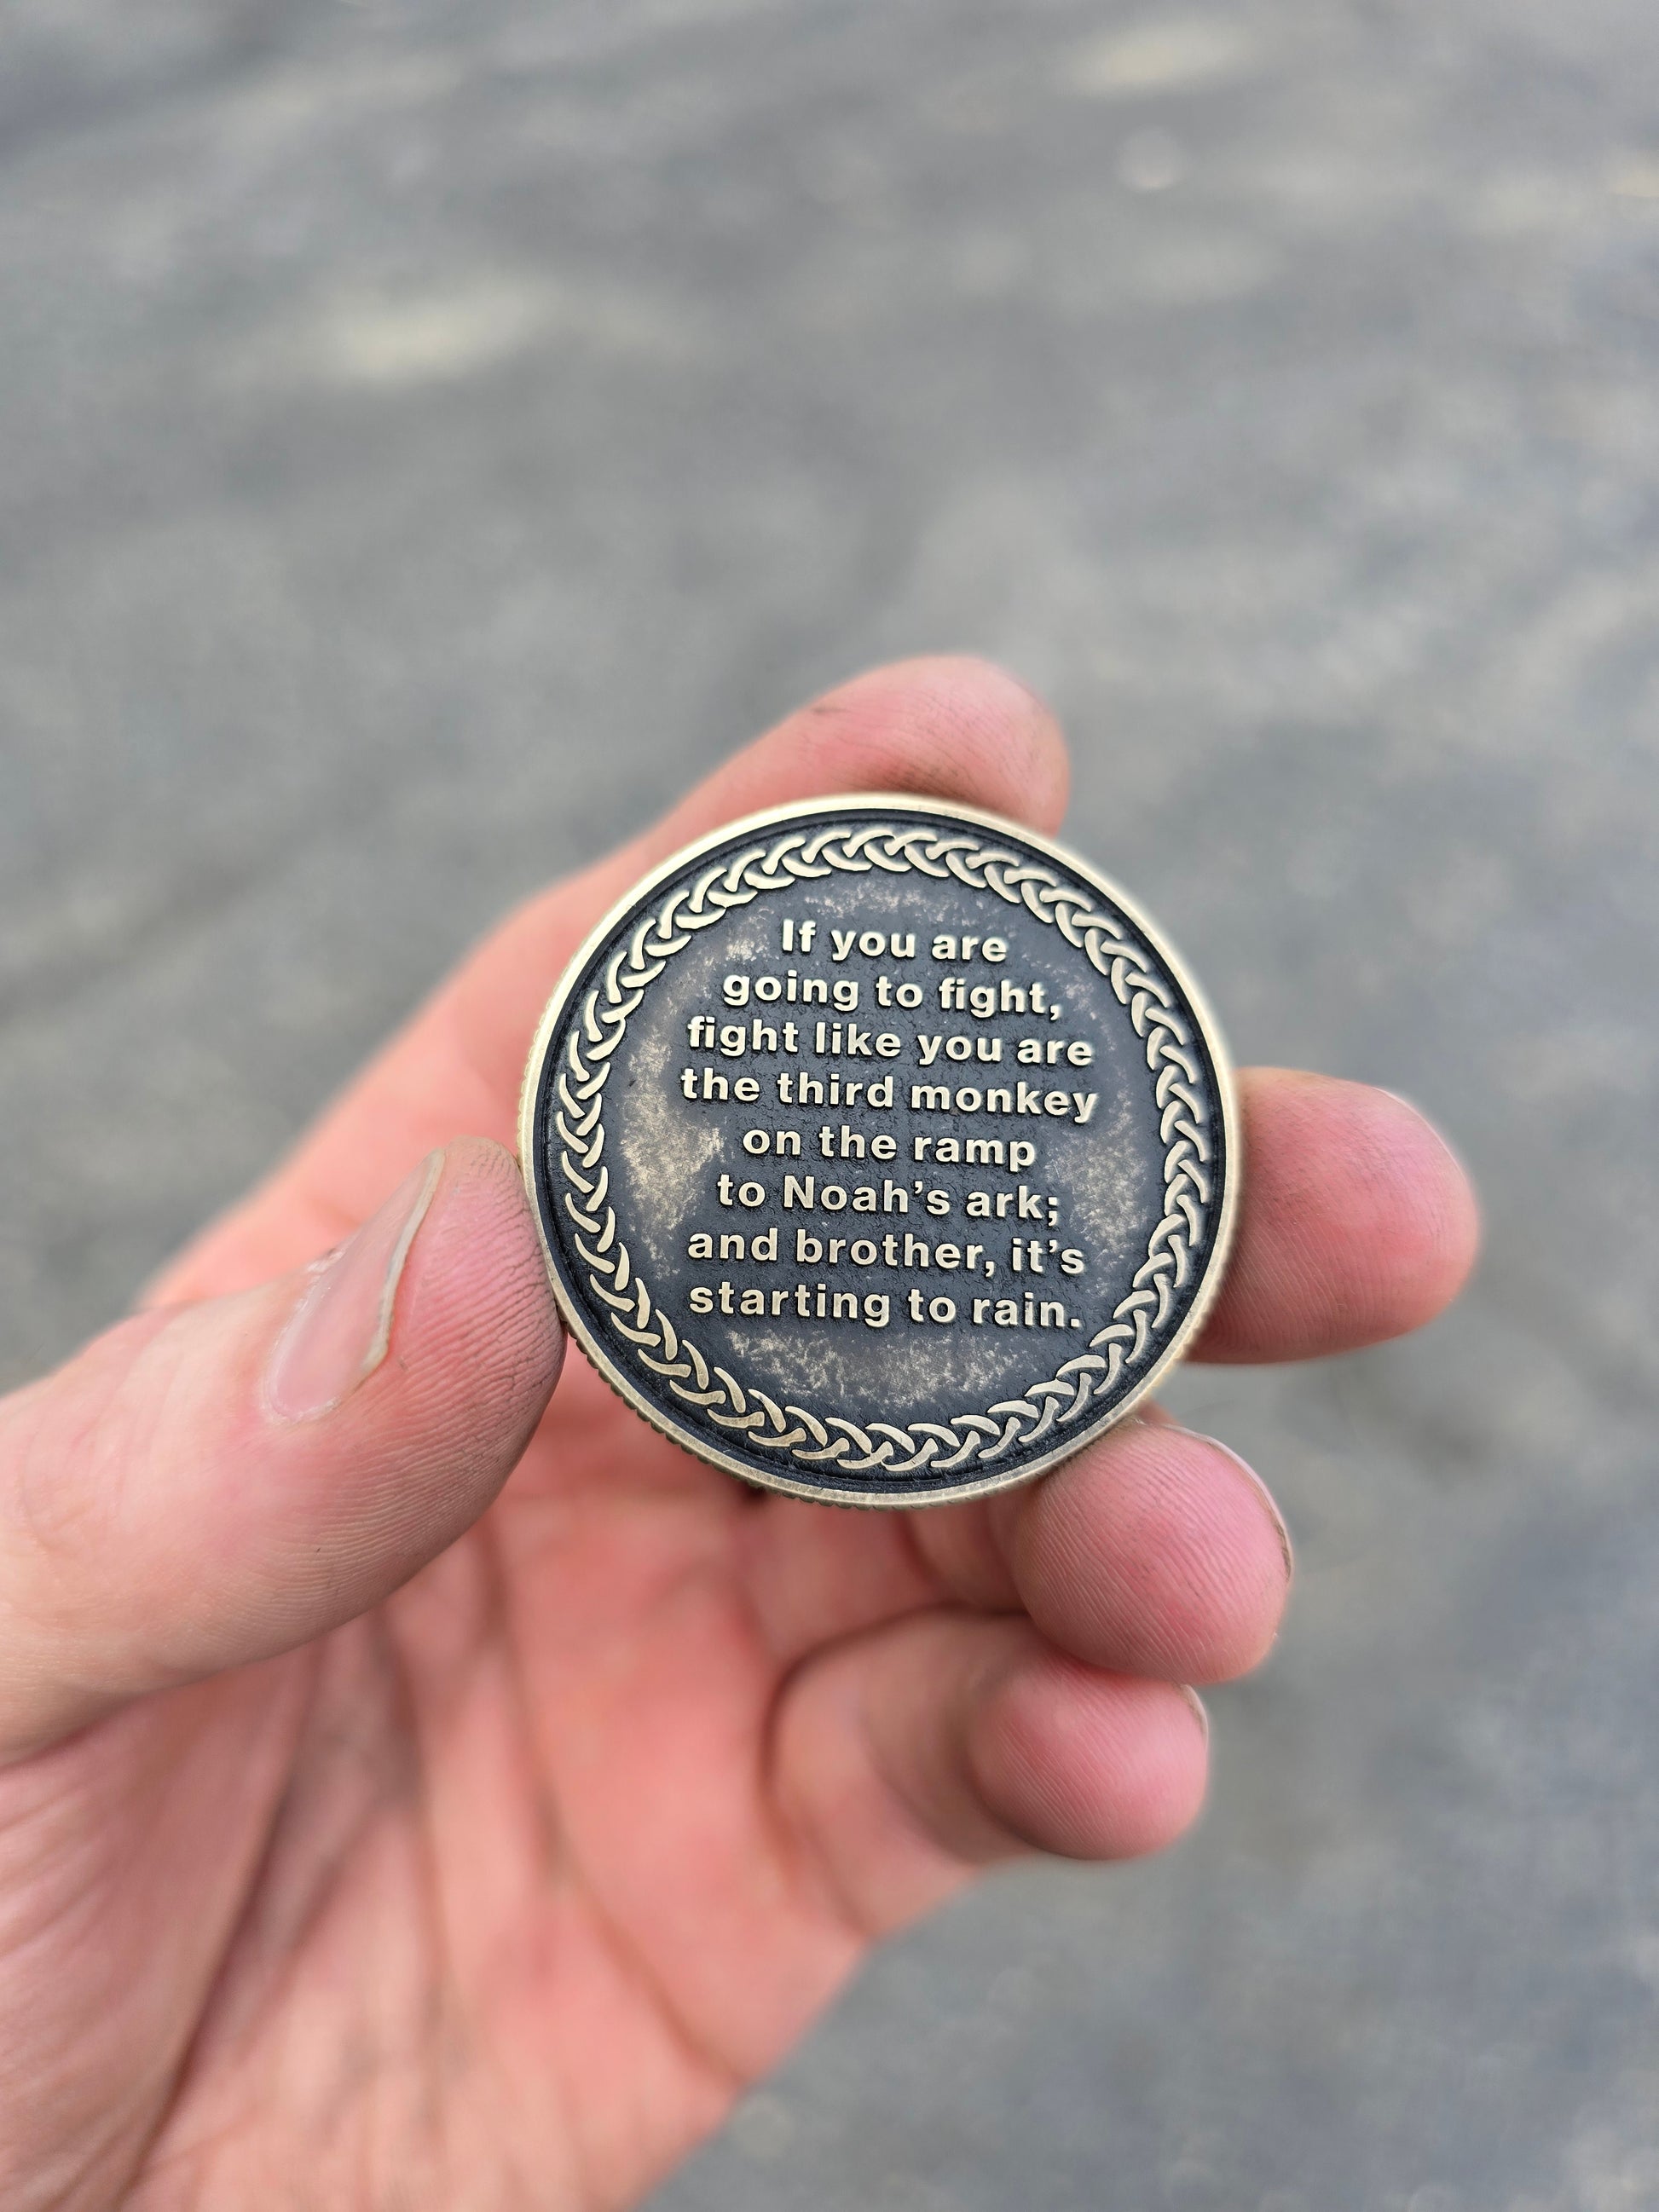 If you are
going to fight,
fight like you are
the third monkey
on the ramp
to Noah’s ark;
and brother, it’s
starting to rain.